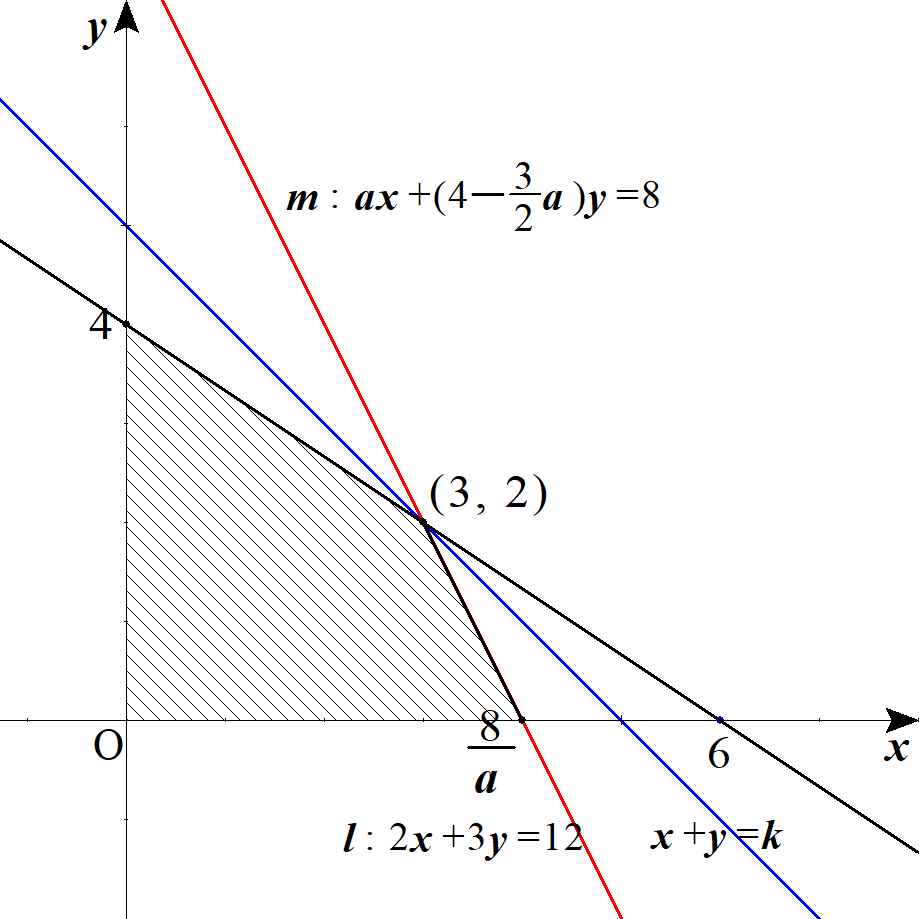 y
m : ax +(4－3/2 a )y =8
4
(3, 2)
O
8/a
6
x
l : 2x +3y =12
x +y =k